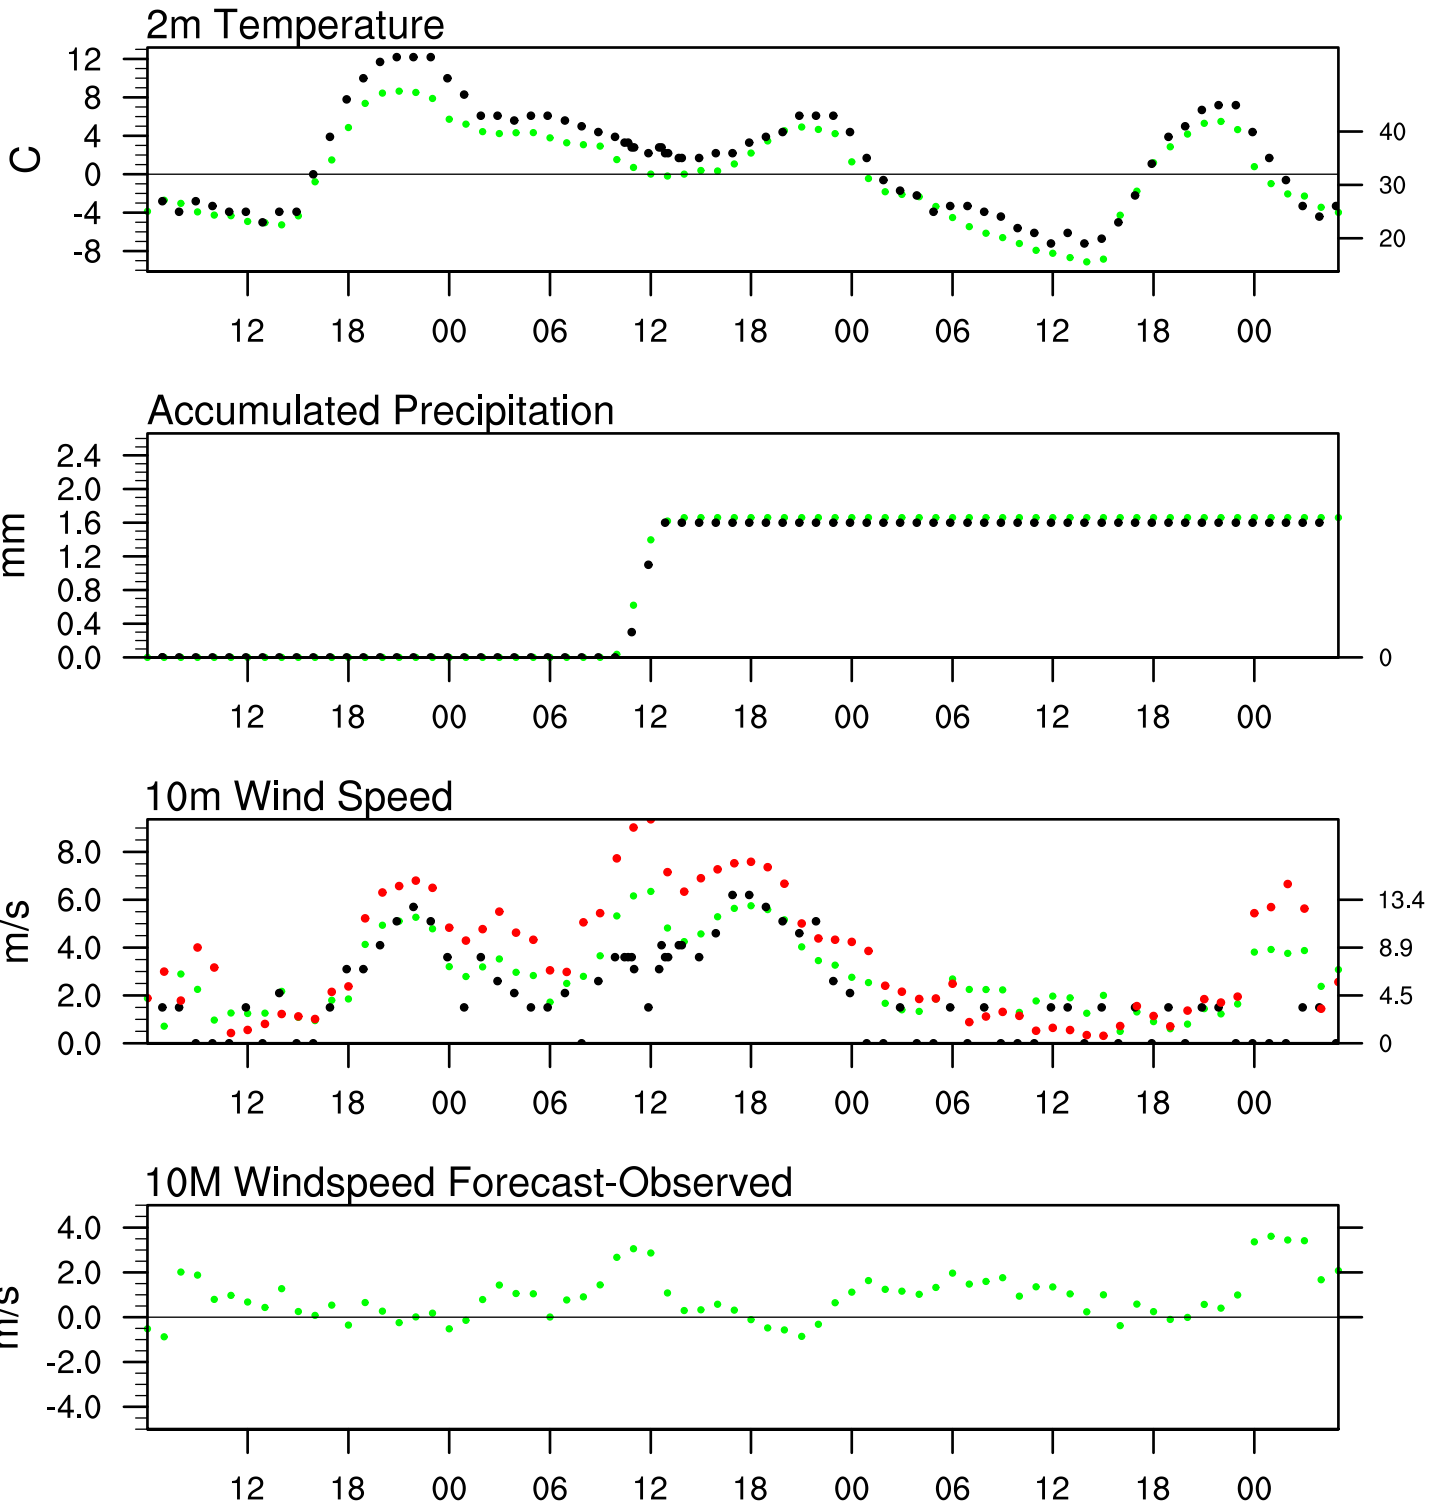 2m Temperature
12
8
4
0
-4
-8
C
40
30
20
12 18 00 06 12 18 00 06 12 18 00
Accumulated Precipitation
2.4
2.0
1.6
1.2
0.8
0.4
0.0
mm
0
12 18 00 06 12 18 00 06 12 18 00
10m Wind Speed
8.0
6.0
4.0
2.0
0.0
m/s
13.4
8.9
4.5
0
12 18 00 06 12 18 00 06 12 18 00
10M Windspeed Forecast-Observed
4.0
2.0
0.0
-2.0
-4.0
m/s
12 18 00 06 12 18 00 06 12 18 00